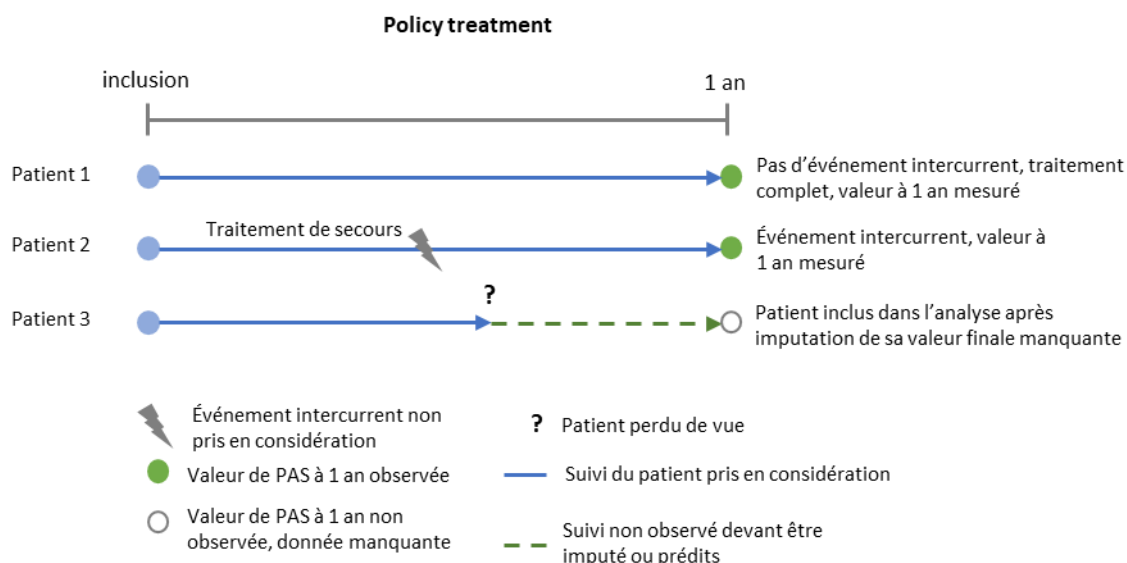 Policy treatment
inclusion
1 an
Patient 1
Pas d'événement intercurrent, traitement
complet, valeur à 1 an mesuré
Traitement de secours
Patient 2
Événement intercurrent, valeur à
1 an mesuré
?
Patient 3
Patient inclus dans l'analyse après
imputation de sa valeur finale manquante
Événement intercurrent non
pris en considération
? Patient perdu de vue
Valeur de PAS à 1 an observée
Suivi du patient pris en considération
Valeur de PAS à 1 an non
observée, donnée manquante
Suivi non observé devant être
imputé ou prédits